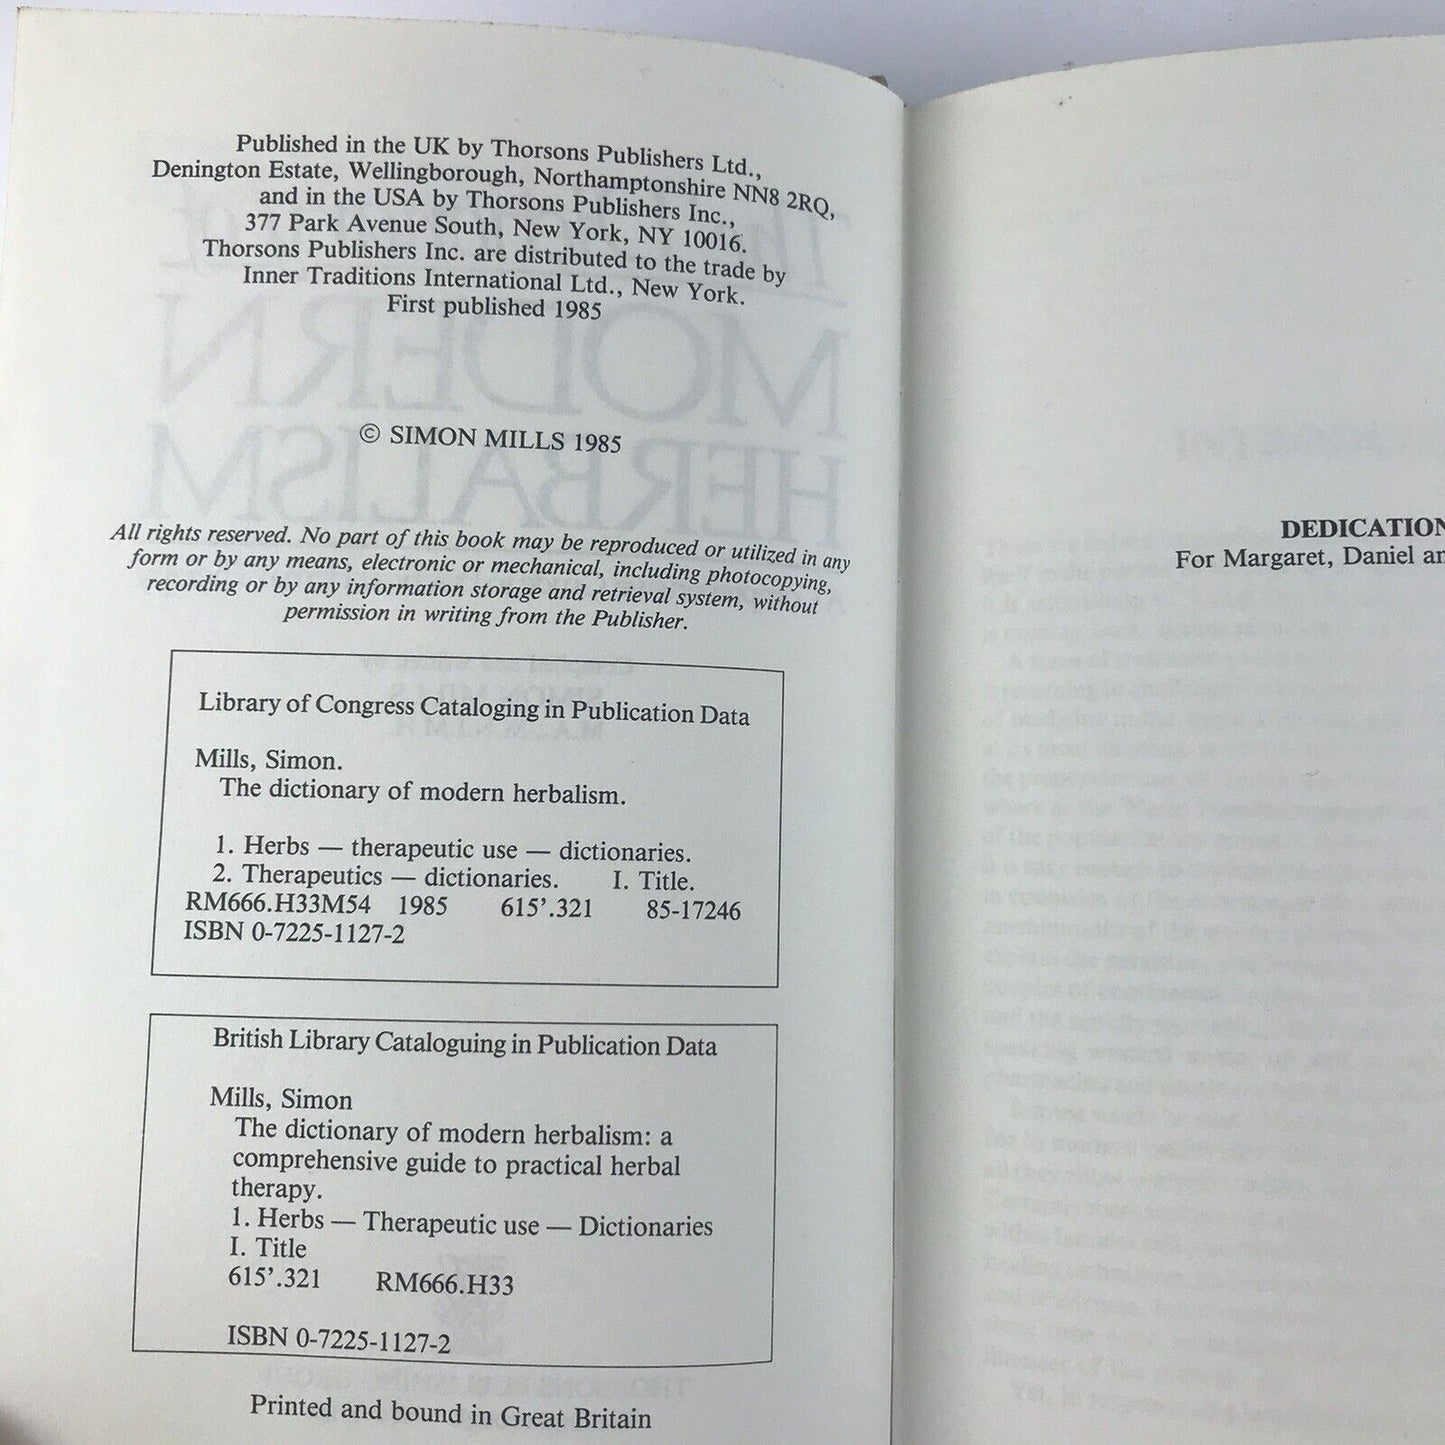 Published in the UK by Thorsons Publishers Ltd.,
Denington Estate, Wellingborough, Northamptonshire NN8 2RQ,
and in the USA by Thorsons Publishers Inc.,
377 Park Avenue South, New York, NY 10016.
Thorsons Publishers Inc. are distributed to the trade by
Inner Traditions International Ltd., New York.
First published 1985
© SIMON MILLS 1985
All rights reserved. No part of this book may be reproduced or utilized in any
form or by any means, electronic or mechanical, including photocopying,
recording or by any information storage and retrieval system, without
permission in writing from the Publisher.
Library of Congress Cataloging in Publication Data
Mills, Simon.
The dictionary of modern herbalism.
1. Herbs — therapeutic use — dictionaries.
2. Therapeutics — dictionaries. I. Title.
RM666.H33M54 1985 615’.321 85-17246
ISBN 0-7225-1127-2
British Library Cataloguing in Publication Data
Mills, Simon
The dictionary of modern herbalism: a
comprehensive guide to practical herbal
therapy.
1. Herbs — Therapeutic use — Dictionaries
I. Title
615’.321 RM666.H33
ISBN 0-7225-1127-2
Printed and bound in Great Britain
DEDICATION
For Margaret, Daniel an